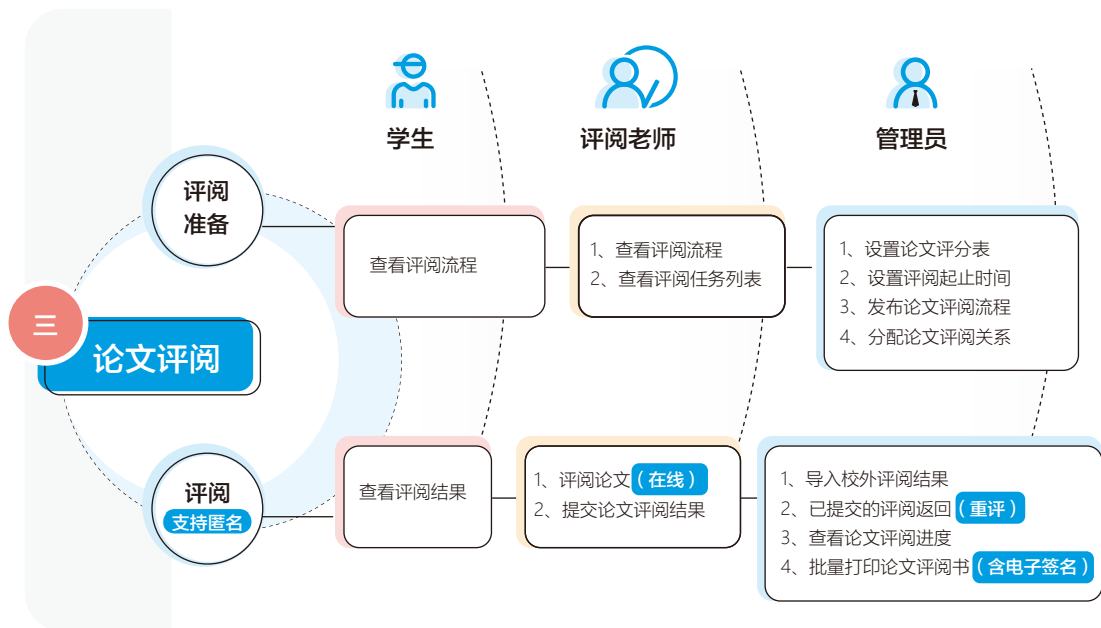 学生
评阅老师
管理员
评阅
准备
查看评阅流程
1、查看评阅流程
2、查看评阅任务列表
1、设置论文评分表
2、设置评阅起止时间
3、发布论文评阅流程
4、分配论文评阅关系
三
论文评阅
评阅
支持匿名
查看评阅结果
1、评阅论文（在线）
2、提交论文评阅结果
1、导入校外评阅结果
2、已提交的评阅返回（重评）
3、查看论文评阅进度
4、批量打印论文评阅书（含电子签名）